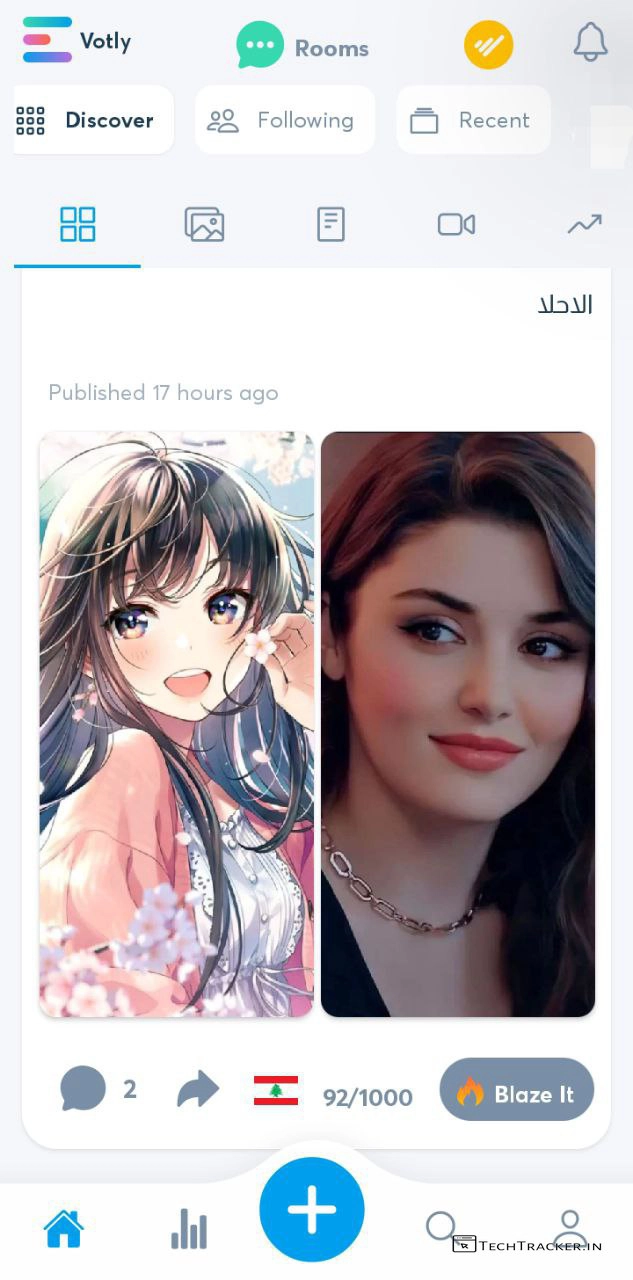 Votly
Rooms
Discover
Following
Recent
الاحلا
Published 17 hours ago
2
92/1000
Blaze It
TECHTRACKER.IN